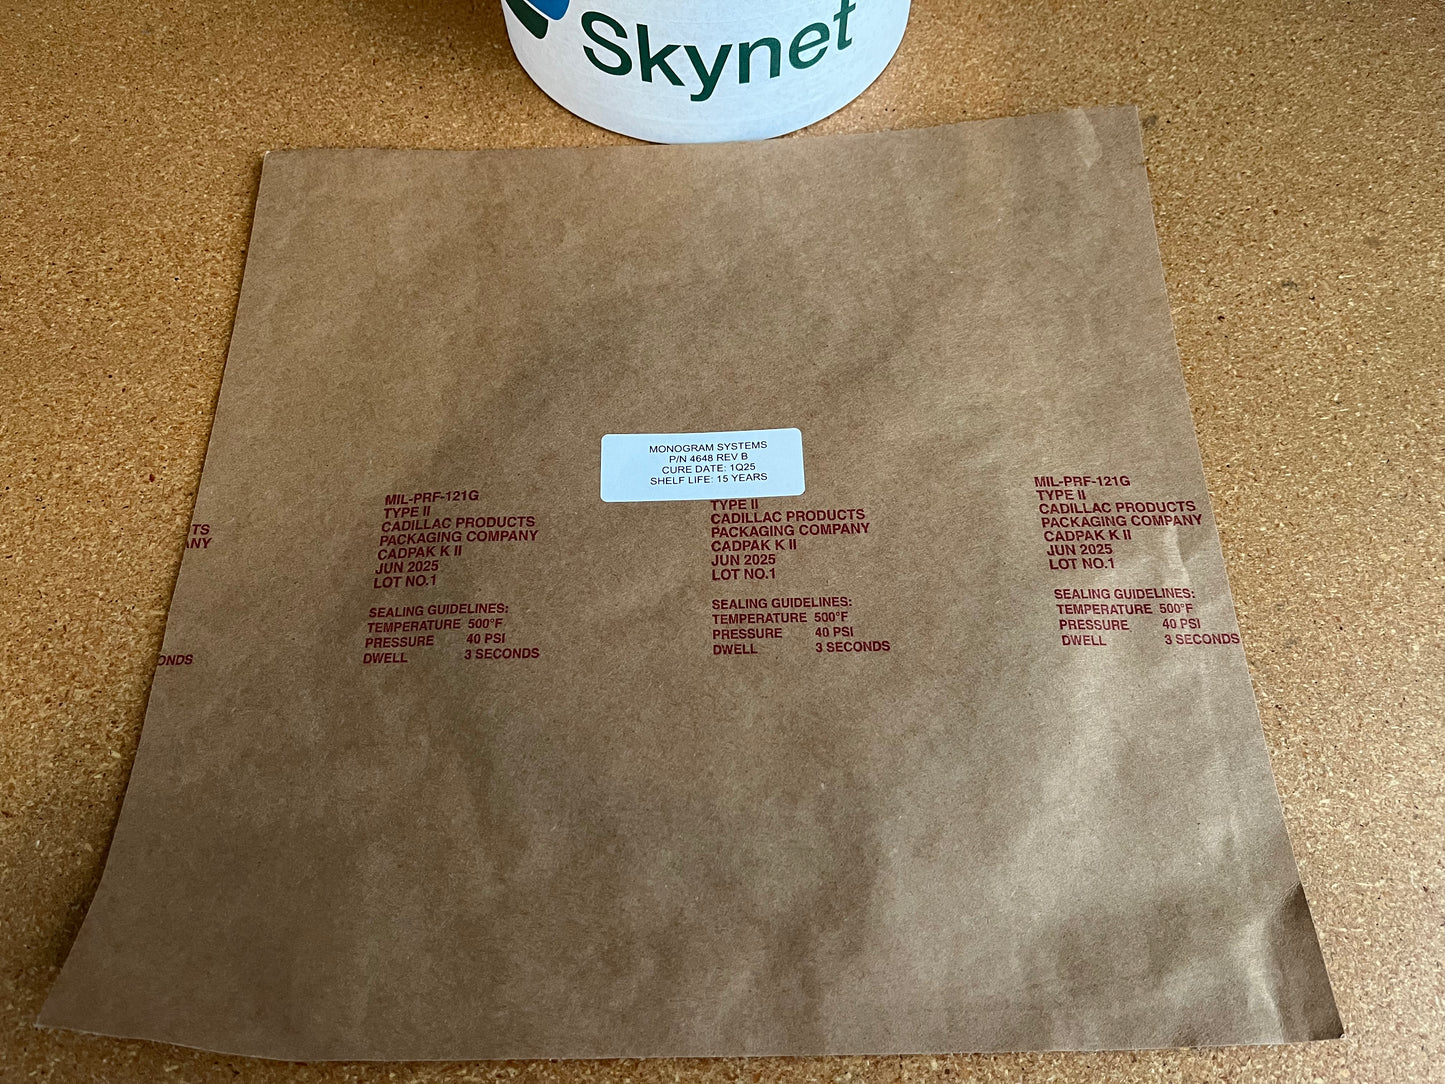 Skynet
MONOGRAM SYSTEMS
P/N 4648 REV B
CURE DATE: 1Q25
SHELF LIFE: 15 YEARS
TS
ANY
ONDS
MIL-PRF-121G
TYPE II
CADILLAC PRODUCTS
PACKAGING COMPANY
CADPAK K II
JUN 2025
LOT NO.1
SEALING GUIDELINES:
TEMPERATURE 500°F
PRESSURE 40 PSI
DWELL 3 SECONDS
TYPE II
CADILLAC PRODUCTS
PACKAGING COMPANY
CADPAK K II
JUN 2025
LOT NO.1
SEALING GUIDELINES:
TEMPERATURE 500°F
PRESSURE 40 PSI
DWELL 3 SECONDS
MIL-PRF-121G
TYPE II
CADILLAC PRODUCTS
PACKAGING COMPANY
CADPAK K II
JUN 2025
LOT NO.1
SEALING GUIDELINES:
TEMPERATURE 500°F
PRESSURE 40 PSI
DWELL 3 SECONDS